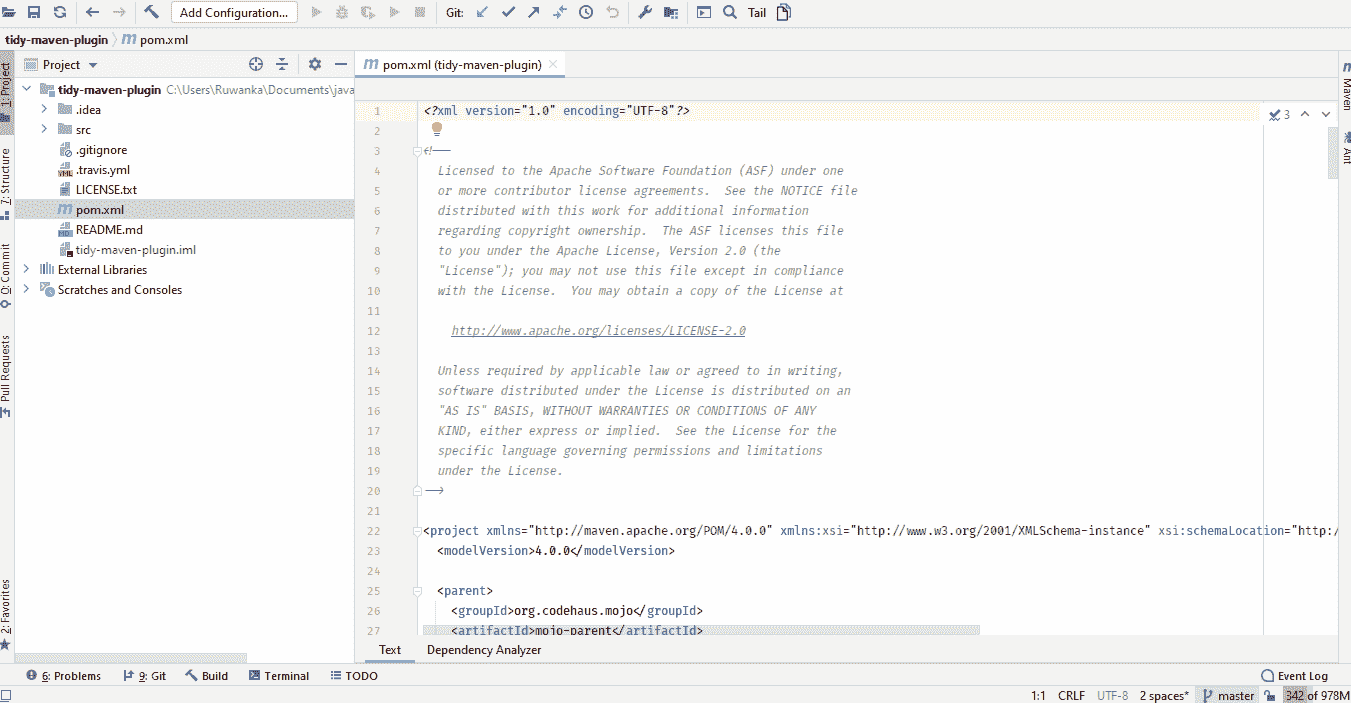 Add Configuration...
Git:
Tail
tidy-maven-plugin
pom.xml
Project
pom.xml (tidy-maven-plugin)
1: Project
7: Structure
0: Commit
Pull Requests
2: Favorites
tidy-maven-plugin C:\Users\Ruwanka\Documents\java
.idea
src
.gitignore
.travis.yml
LICENSE.txt
pom.xml
README.md
tidy-maven-plugin.iml
External Libraries
Scratches and Consoles
1 <?xml version="1.0" encoding="UTF-8"?>
2
3 <!--
4 Licensed to the Apache Software Foundation (ASF) under one
5 or more contributor license agreements. See the NOTICE file
6 distributed with this work for additional information
7 regarding copyright ownership. The ASF licenses this file
8 to you under the Apache License, Version 2.0 (the
9 "License"); you may not use this file except in compliance
10 with the License. You may obtain a copy of the License at
11
12 http://www.apache.org/licenses/LICENSE-2.0
13
14 Unless required by applicable law or agreed to in writing,
15 software distributed under the License is distributed on an
16 "AS IS" BASIS, WITHOUT WARRANTIES OR CONDITIONS OF ANY
17 KIND, either express or implied. See the License for the
18 specific language governing permissions and limitations
19 under the License.
20 -->
21
22 <project xmlns="http://maven.apache.org/POM/4.0.0" xmlns:xsi="http://www.w3.org/2001/XMLSchema-instance" xsi:schemaLocation="http:/
23 <modelVersion>4.0.0</modelVersion>
24
25 <parent>
26 <groupId>org.codehaus.mojo</groupId>
27 <artifactId>mojo-parent</artifactId>
3
Maven
Ant
Text
Dependency Analyzer
6: Problems
9: Git
Build
Terminal
TODO
Event Log
1:1
CRLF
UTF-8
2 spaces*
master
342 of 978M